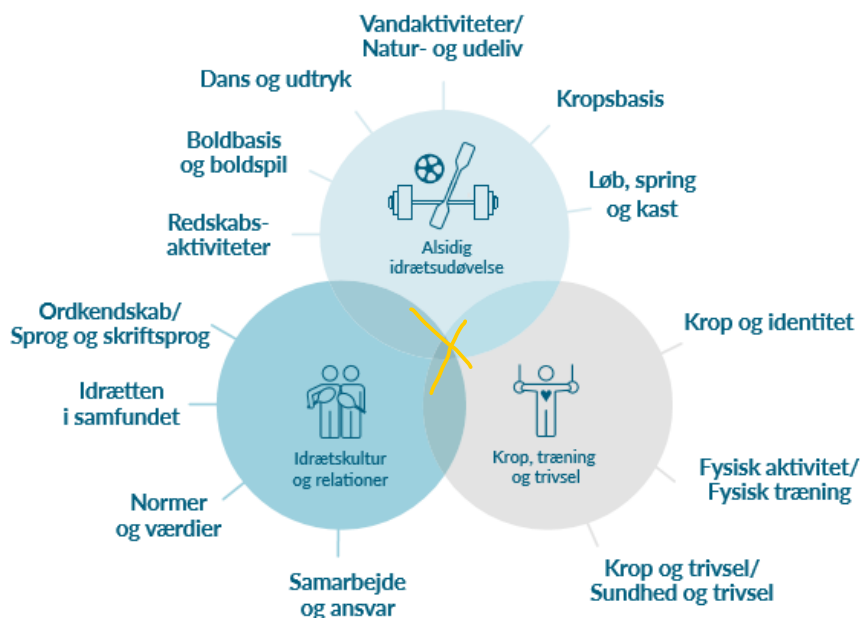 Vandaktiviteter/
Natur- og udeliv
Dans og udtryk
Kropsbasis
Boldbasis
og boldspil
Løb, spring
og kast
Redskabs-
aktiviteter
Alsidig
idrætsudøvelse
Ordkendskab/
Sprog og skriftsprog
Krop og identitet
Idrætten
i samfundet
Idrætskultur
og relationer
Krop, træning
og trivsel
Fysisk aktivitet/
Fysisk træning
Normer
og værdier
Samarbejde
og ansvar
Krop og trivsel/
Sundhed og trivsel